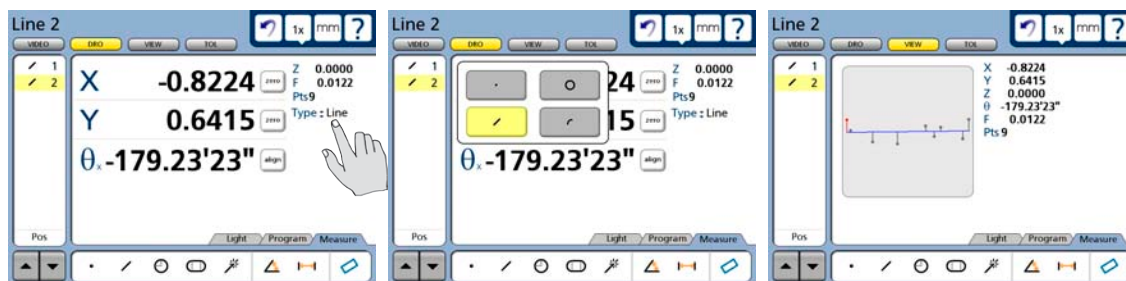 Line 2
1x mm ?
VIDEO DRO VIEW TOL
1
2
X -0.8224 zero
Y 0.6415 zero
θx -179.23'23" align
Z 0.0000
F 0.0122
Pts 9
Type : Line
Pos
Light Program Measure
Line 2
1x mm ?
VIDEO DRO VIEW TOL
1
2
24 zero
15 zero
θx -179.23'23" align
Z 0.0000
F 0.0122
Pts 9
Type : Line
Pos
Light Program Measure
Line 2
1x mm ?
VIDEO DRO VIEW TOL
1
2
X -0.8224
Y 0.6415
Z 0.0000
θ -179.23'23"
F 0.0122
Pts 9
Pos
Light Program Measure